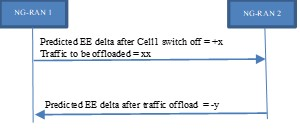 NG-RAN 1
NG-RAN 2
Predicted EE delta after Cell1 switch off = +x
Traffic to be offloaded = xx
Predicted EE delta after traffic offload = -y